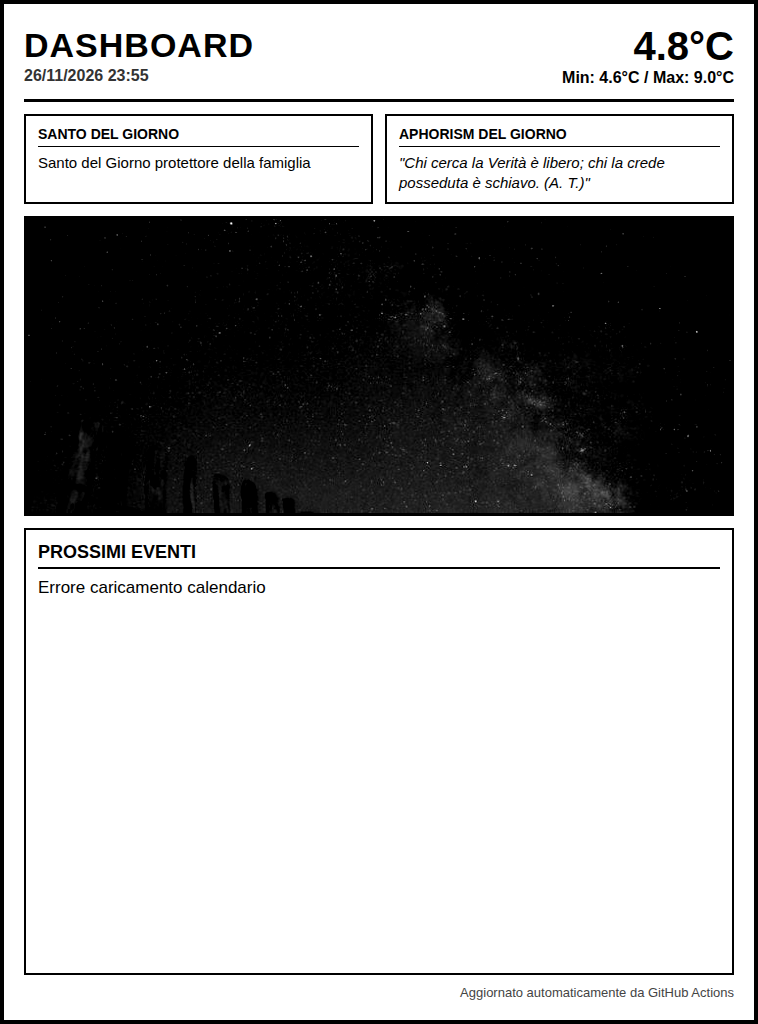 DASHBOARD
26/11/2026 23:55
4.8°C
Min: 4.6°C / Max: 9.0°C
SANTO DEL GIORNO
Santo del Giorno protettore della famiglia
APHORISM DEL GIORNO
"Chi cerca la Verità è libero; chi la crede
posseduta è schiavo. (A. T.)"
PROSSIMI EVENTI
Errore caricamento calendario
Aggiornato automaticamente da GitHub Actions